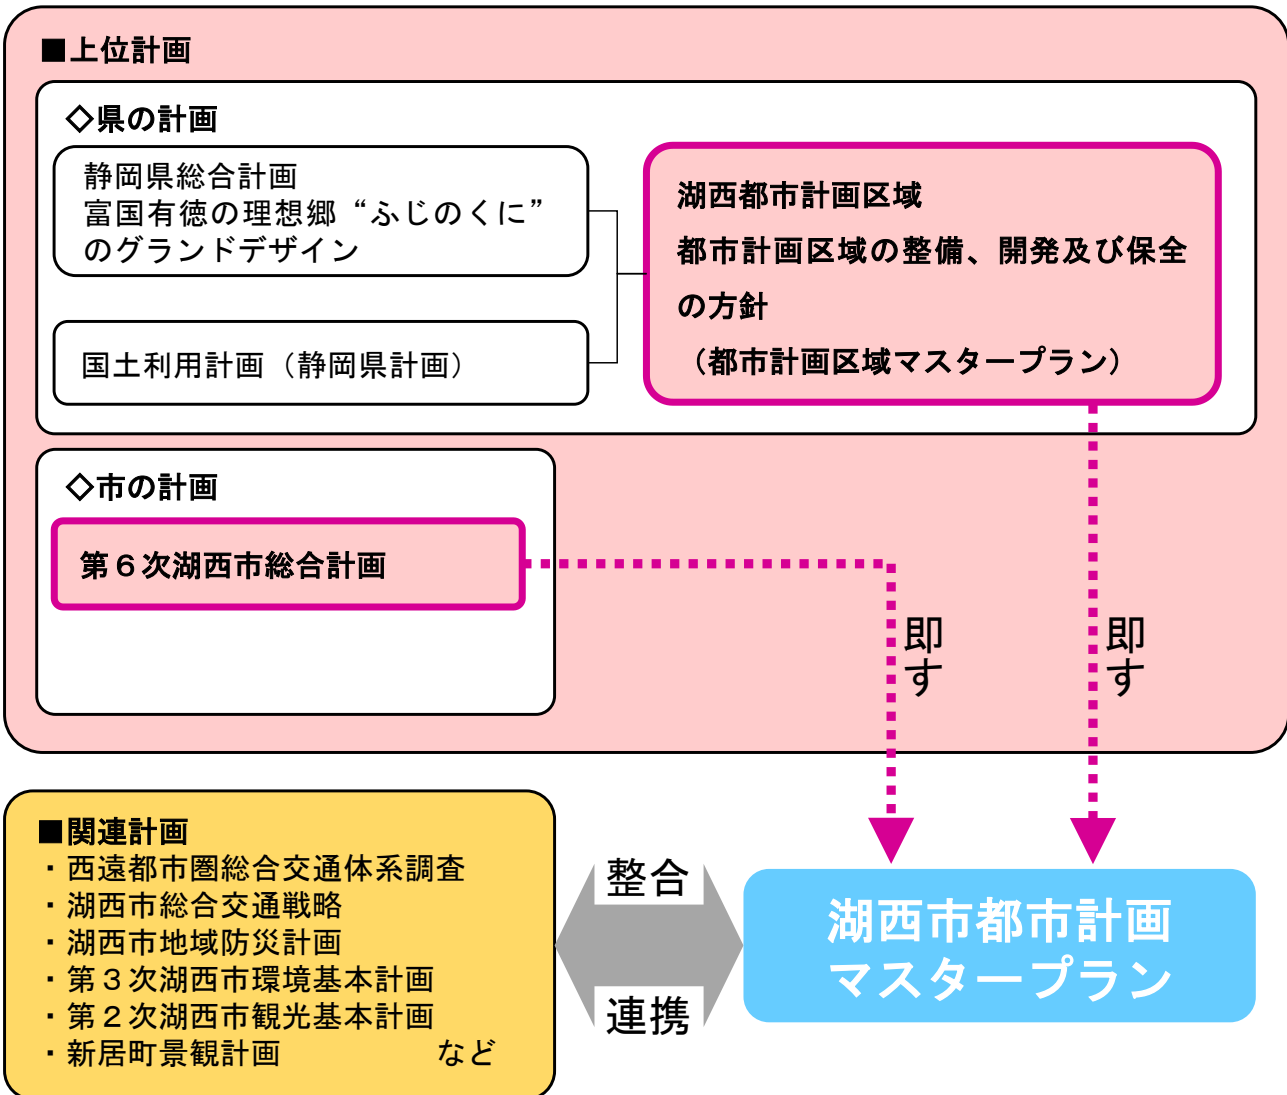 ■上位計画
◇県の計画
静岡県総合計画
富国有徳の理想郷“ふじのくに”
のグランドデザイン
国土利用計画（静岡県計画）
湖西都市計画区域
都市計画区域の整備、開発及び保全
の方針
（都市計画区域マスタープラン）
◇市の計画
第６次湖西市総合計画
即す
即す
■関連計画
・西遠都市圏総合交通体系調査
・湖西市総合交通戦略
・湖西市地域防災計画
・第３次湖西市環境基本計画
・第２次湖西市観光基本計画
・新居町景観計画　　　　　など
整合
連携
湖西市都市計画
マスタープラン